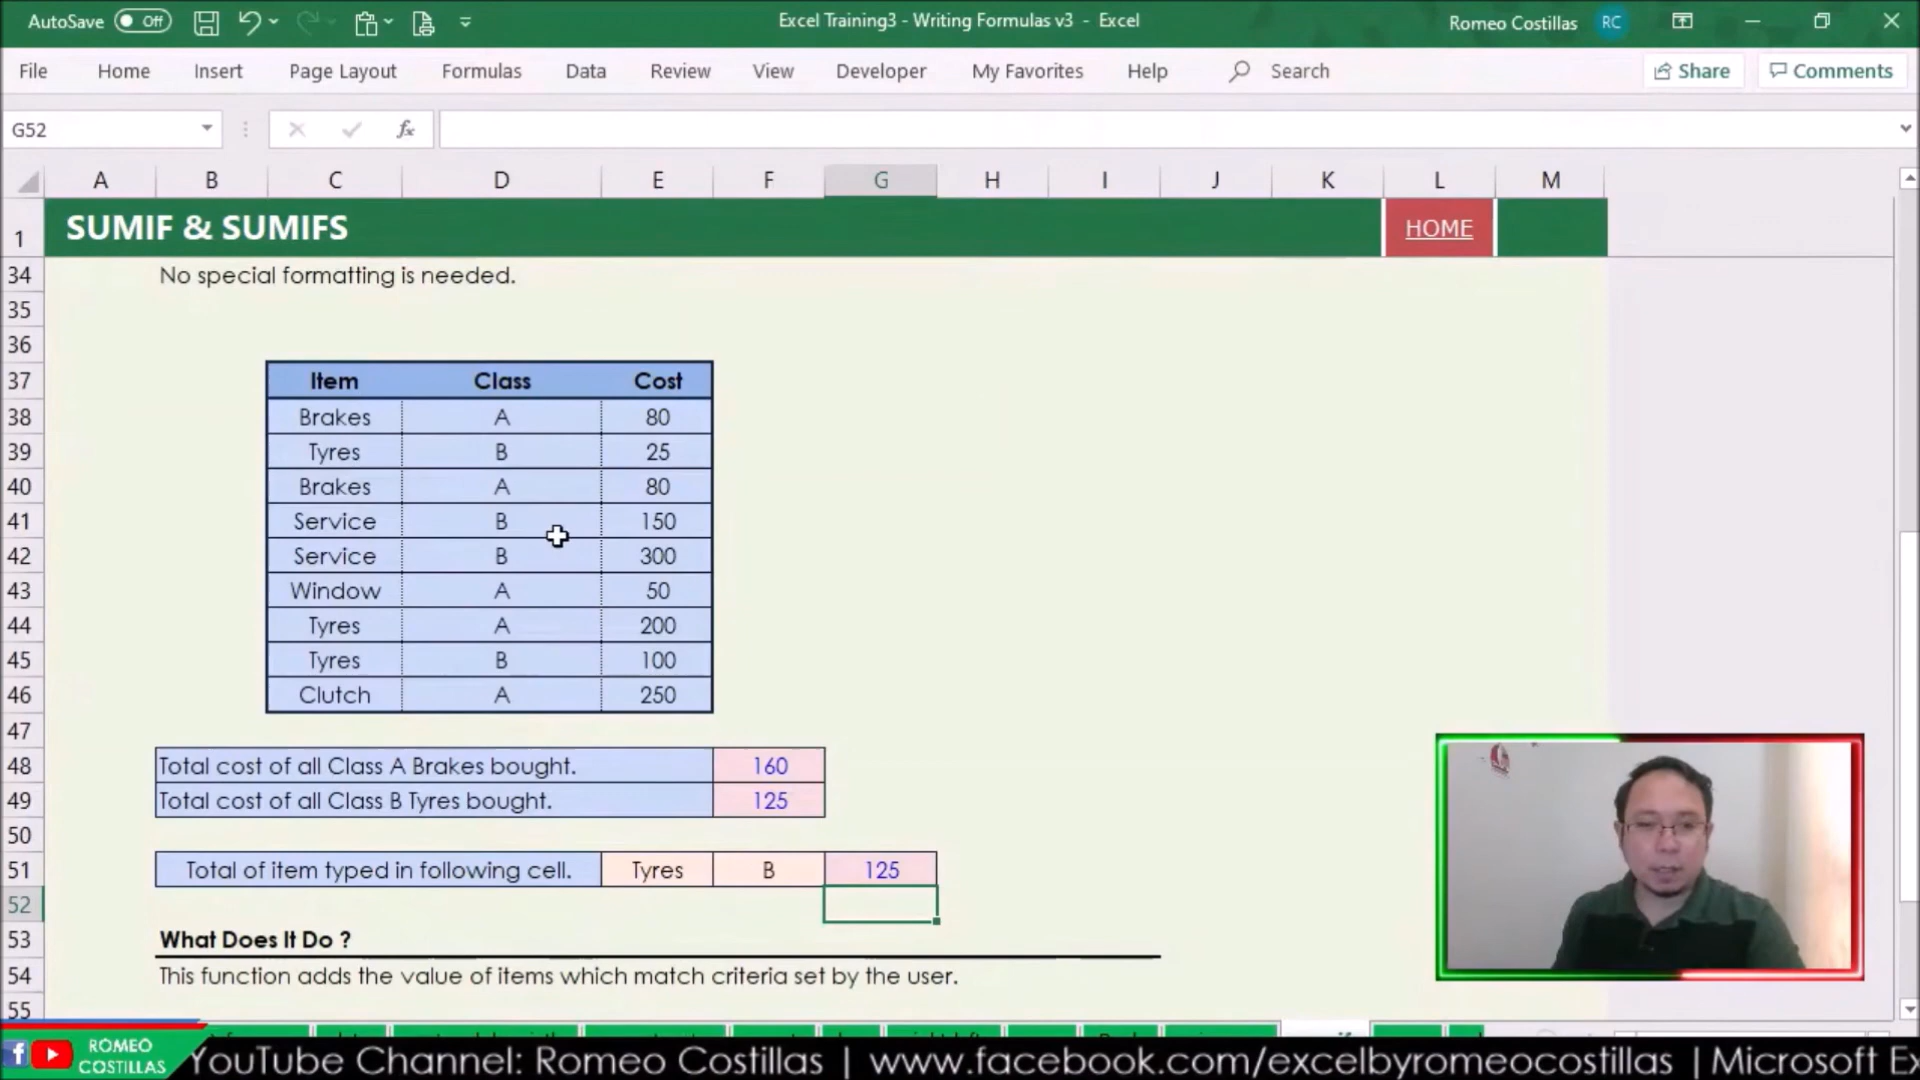 AutoSave Off Excel Training3 - Writing Formulas v3 - Excel Romeo Costillas RC
File Home Insert Page Layout Formulas Data Review View Developer My Favorites Help Search Share Comments
G52 fx
A B C D E F G H I J K L M
1 SUMIF & SUMIFS HOME
34 No special formatting is needed.
35
36
37 Item Class Cost
38 Brakes A 80
39 Tyres B 25
40 Brakes A 80
41 Service B 150
42 Service B 300
43 Window A 50
44 Tyres A 200
45 Tyres B 100
46 Clutch A 250
47
48 Total cost of all Class A Brakes bought. 160
49 Total cost of all Class B Tyres bought. 125
50
51 Total of item typed in following cell. Tyres B 125
52
53 What Does It Do ?
54 This function adds the value of items which match criteria set by the user.
55
f ROMEO COSTILLAS YouTube Channel: Romeo Costillas | www.facebook.com/excelbyromeocostillas | Microsoft Ex